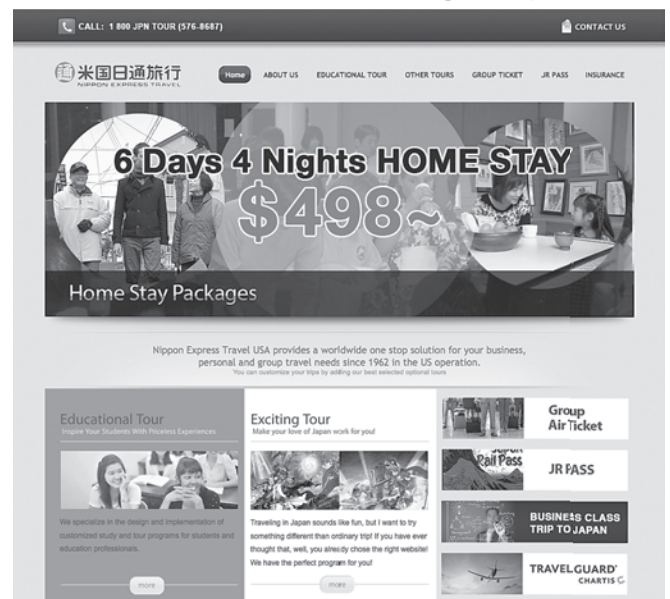 CALL: 1 800 JPN TOUR (576-8687)
CONTACT US
米国日通旅行
NIPPON EXPRESS TRAVEL
Home
ABOUT US
EDUCATIONAL TOUR
OTHER TOURS
GROUP TICKET
JR PASS
INSURANCE
6 Days 4 Nights HOME STAY
$498~
Home Stay Packages
Nippon Express Travel USA provides a worldwide one stop solution for your business,
personal and group travel needs since 1962 in the US operation.
You can customize your trips by adding our best selected optional tours
Educational Tour
Inspire Your Students With Priceless Experiences
We specialize in the design and implementation of
customized study and tour programs for students and
education professionals.
more
Exciting Tour
Make your love of Japan work for you!
Traveling in Japan sounds like fun, but I want to try
something different than ordinary trip! If you have ever
thought that, well, you already chose the right website!
We have the perfect program for you!
more
Group
Air Ticket
Japan
Rail Pass
JR PASS
BUSINESS CLASS
TRIP TO JAPAN
TRAVEL GUARD
CHARTIS